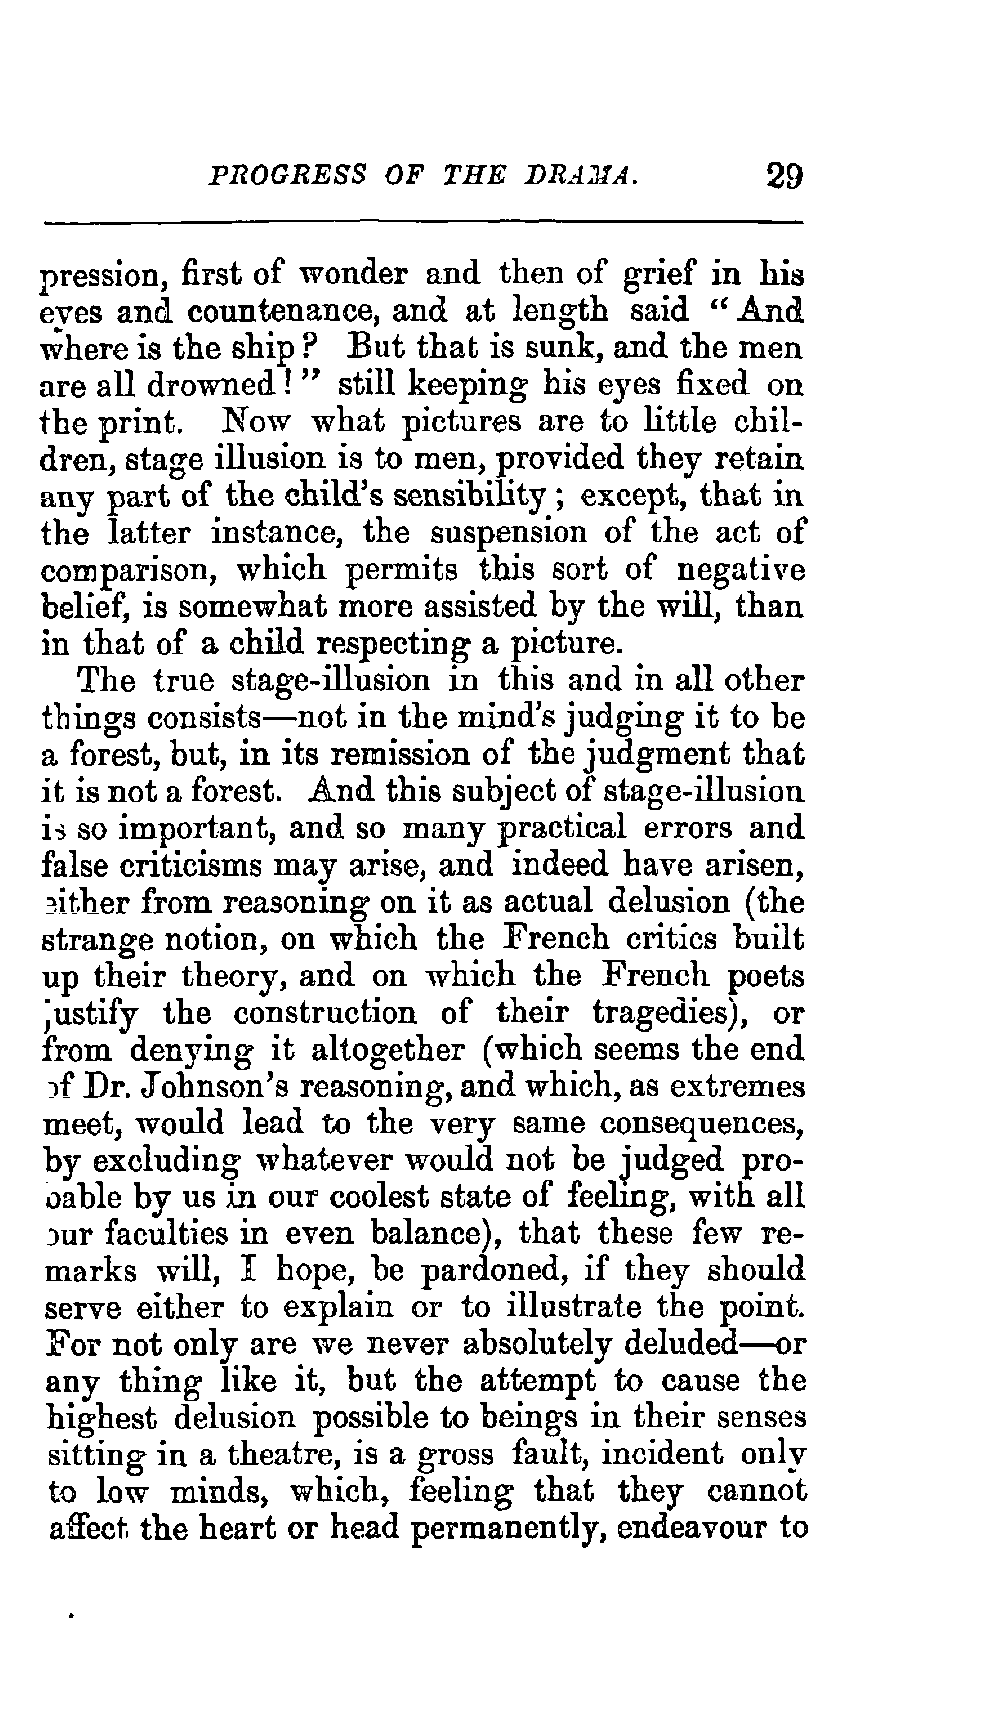 PROGRESS OF THE DRAMA. 29
pression, first of wonder and then of grief in his
eyes and countenance, and at length said “ And
where is the ship ? But that is sunk, and the men
are all drowned ! ” still keeping his eyes fixed on
the print. Now what pictures are to little chil-
dren, stage illusion is to men, provided they retain
any part of the child’s sensibility ; except, that in
the latter instance, the suspension of the act of
comparison, which permits this sort of negative
belief, is somewhat more assisted by the will, than
in that of a child respecting a picture.
The true stage-illusion in this and in all other
things consists—not in the mind’s judging it to be
a forest, but, in its remission of the judgment that
it is not a forest. And this subject of stage-illusion
is so important, and so many practical errors and
false criticisms may arise, and indeed have arisen,
either from reasoning on it as actual delusion (the
strange notion, on which the French critics built
up their theory, and on which the French poets
justify the construction of their tragedies), or
from denying it altogether (which seems the end
of Dr. Johnson’s reasoning, and which, as extremes
meet, would lead to the very same consequences,
by excluding whatever would not be judged pro-
bable by us in our coolest state of feeling, with all
our faculties in even balance), that these few re-
marks will, I hope, be pardoned, if they should
serve either to explain or to illustrate the point.
For not only are we never absolutely deluded—or
any thing like it, but the attempt to cause the
highest delusion possible to beings in their senses
sitting in a theatre, is a gross fault, incident only
to low minds, which, feeling that they cannot
affect the heart or head permanently, endeavour to